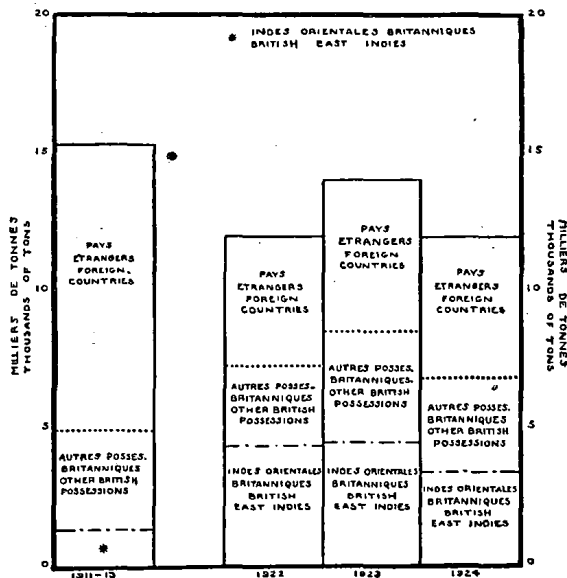 20
20
* INDES ORIENTALES BRITANNIQUES
BRITISH EAST INDIES
15
15
10
10
5
5
0
0
MILLIERS DE TONNES
THOUSANDS OF TONS
MILLIERS DE TONNES
THOUSANDS OF TONS
PAYS
ETRANGERS
FOREIGN
COUNTRIES
AUTRES POSSES.
BRITANNIQUES
OTHER BRITISH
POSSESSIONS
*
PAYS
ETRANGERS
FOREIGN
COUNTRIES
AUTRES POSSES.
BRITANNIQUES
OTHER BRITISH
POSSESSIONS
INDES ORIENTALES
BRITANNIQUES
BRITISH
EAST INDIES
PAYS
ETRANGERS
FOREIGN
COUNTRIES
AUTRES POSSES.
BRITANNIQUES.
OTHER BRITISH
POSSESSIONS
INDES ORIENTALES
BRITANNIQUES
BRITISH
EAST INDIES
PAYS
ETRANGERS
FOREIGN
COUNTRIES
AUTRES POSSES.
BRITANNIQUES
OTHER BRITISH
POSSESSIONS
INDES ORIENTALES
BRITANNIQUES
BRITISH
EAST INDIES
1911-13
1922
1923
1924